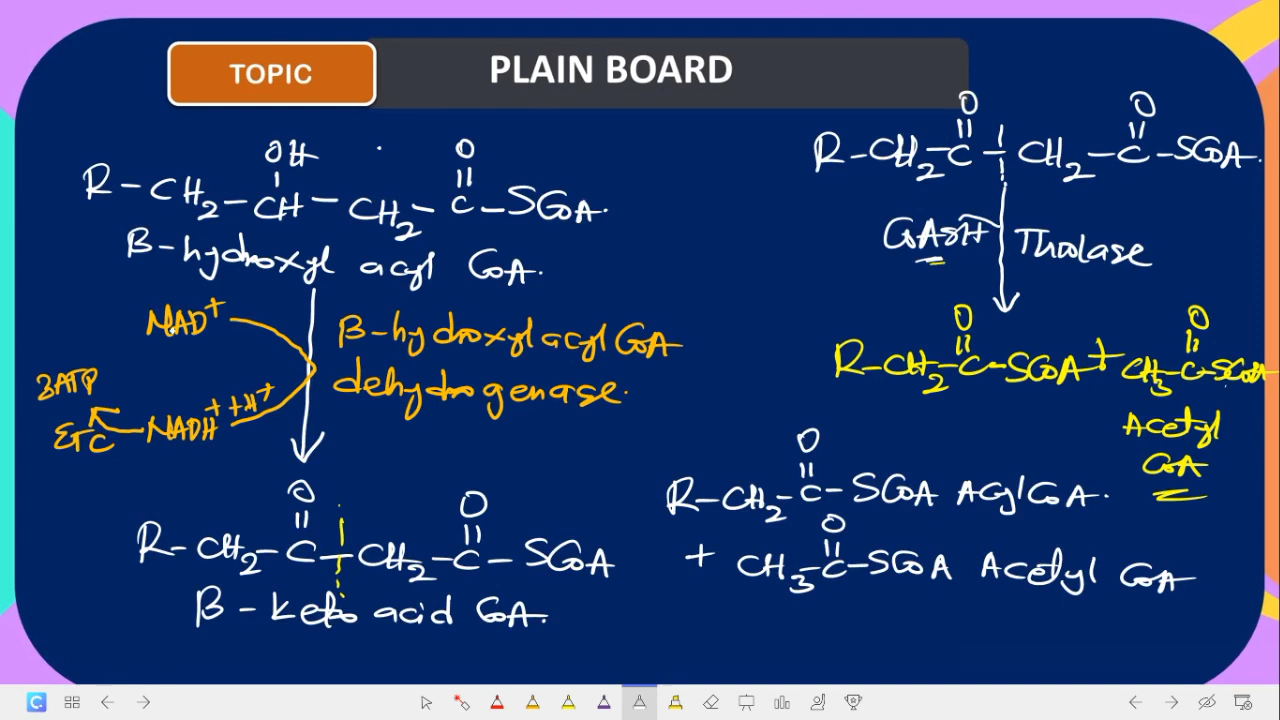 TOPIC
PLAIN BOARD
OH O
R-CH2-CH-CH2-C-SCoA.
B-hydroxyl acyl CoA.
NAD+
B-hydroxyl acyl CoA
dehydrogenase.
3ATP
ETC NADH+ +H+
O O
R-CH2-C-CH2-C-SCoA
B-keto acid CoA.
O O
R-CH2-C-CH2-C-SCoA.
CoASH Thiolase
O O
R-CH2-C-SCoA+CH3-C-SCoA
Acetyl
CoA
O
R-CH2-C-SCoA Acyl CoA.
O
+ CH3-C-SCoA Acetyl CoA